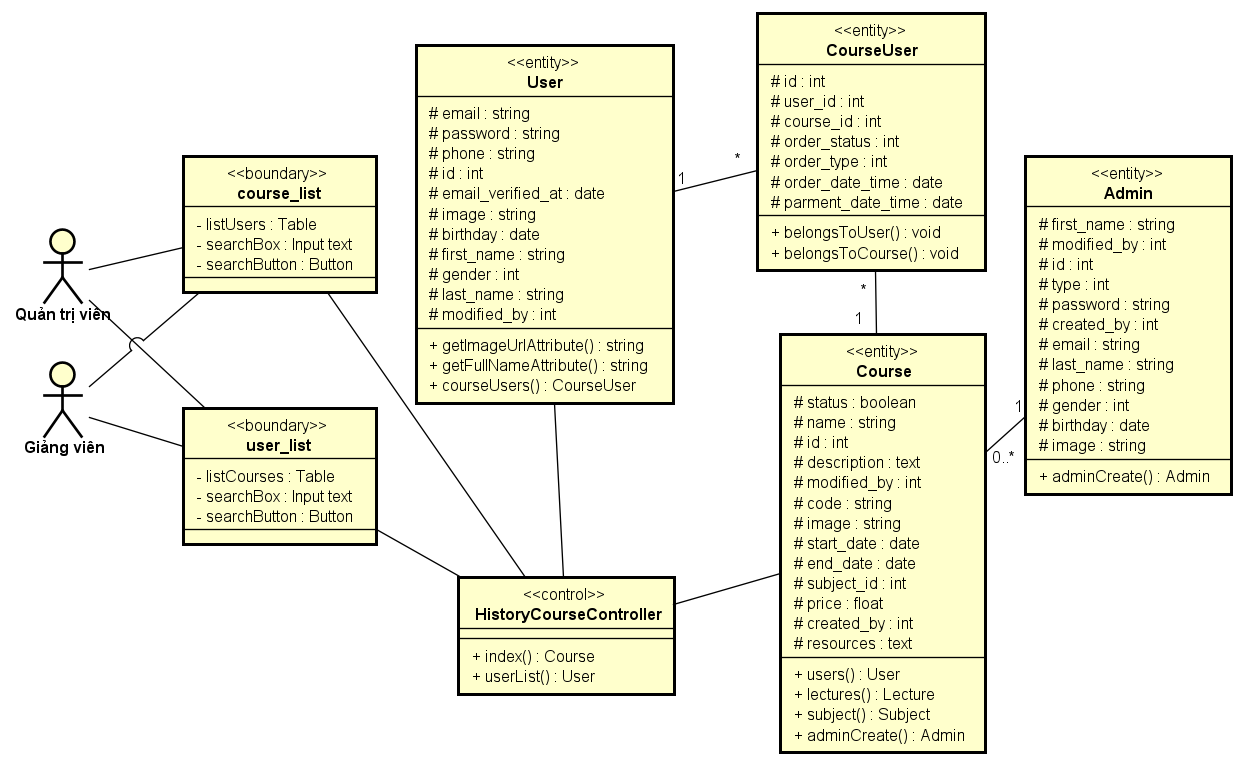 Quản trị viên
Giảng viên
<<boundary>>
course_list
- listUsers : Table
- searchBox : Input text
- searchButton : Button
<<boundary>>
user_list
- listCourses : Table
- searchBox : Input text
- searchButton : Button
<<entity>>
User
# email : string
# password : string
# phone : string
# id : int
# email_verified_at : date
# image : string
# birthday : date
# first_name : string
# gender : int
# last_name : string
# modified_by : int
+ getImageUrlAttribute() : string
+ getFullNameAttribute() : string
+ courseUsers() : CourseUser
1
*
<<control>>
HistoryCourseController
+ index() : Course
+ userList() : User
<<entity>>
CourseUser
# id : int
# user_id : int
# course_id : int
# order_status : int
# order_type : int
# order_date_time : date
# parment_date_time : date
+ belongsToUser() : void
+ belongsToCourse() : void
*
1
<<entity>>
Course
# status : boolean
# name : string
# id : int
# description : text
# modified_by : int
# code : string
# image : string
# start_date : date
# end_date : date
# subject_id : int
# price : float
# created_by : int
# resources : text
+ users() : User
+ lectures() : Lecture
+ subject() : Subject
+ adminCreate() : Admin
1
0..*
<<entity>>
Admin
# first_name : string
# modified_by : int
# id : int
# type : int
# password : string
# created_by : int
# email : string
# last_name : string
# phone : string
# gender : int
# birthday : date
# image : string
+ adminCreate() : Admin